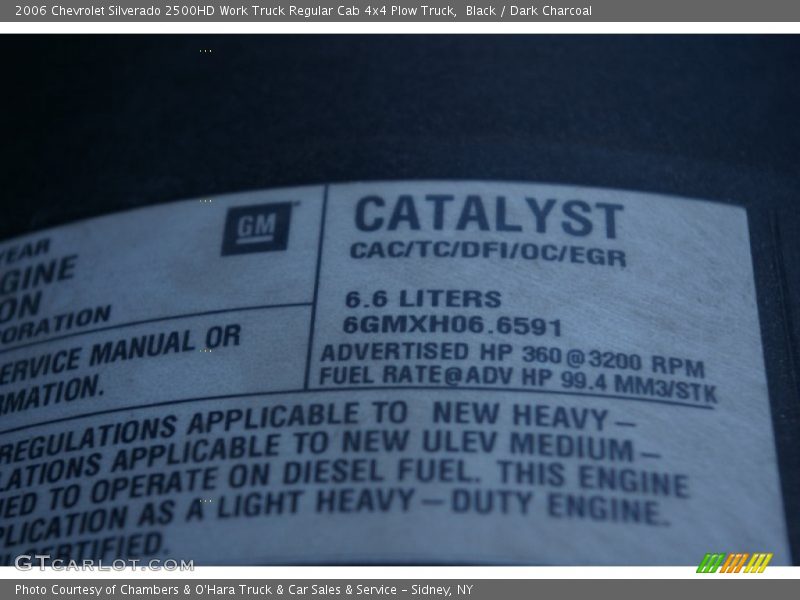 2006 Chevrolet Silverado 2500HD Work Truck Regular Cab 4x4 Plow Truck,  Black / Dark Charcoal
YEAR
GINE
ON
ORATION
GM
ERVICE MANUAL OR
RMATION.
CATALYST
CAC/TC/DFI/OC/EGR
6.6 LITERS
6GMXH06.6591
ADVERTISED HP 360@3200 RPM
FUEL RATE@ADV HP 99.4 MM3/STK
REGULATIONS APPLICABLE TO NEW HEAVY–
LATIONS APPLICABLE TO NEW ULEV MEDIUM–
IED TO OPERATE ON DIESEL FUEL. THIS ENGINE
PLICATION AS A LIGHT HEAVY–DUTY ENGINE.
CERTIFIED.
GTCARLOT.COM
Photo Courtesy of Chambers & O'Hara Truck & Car Sales & Service – Sidney, NY